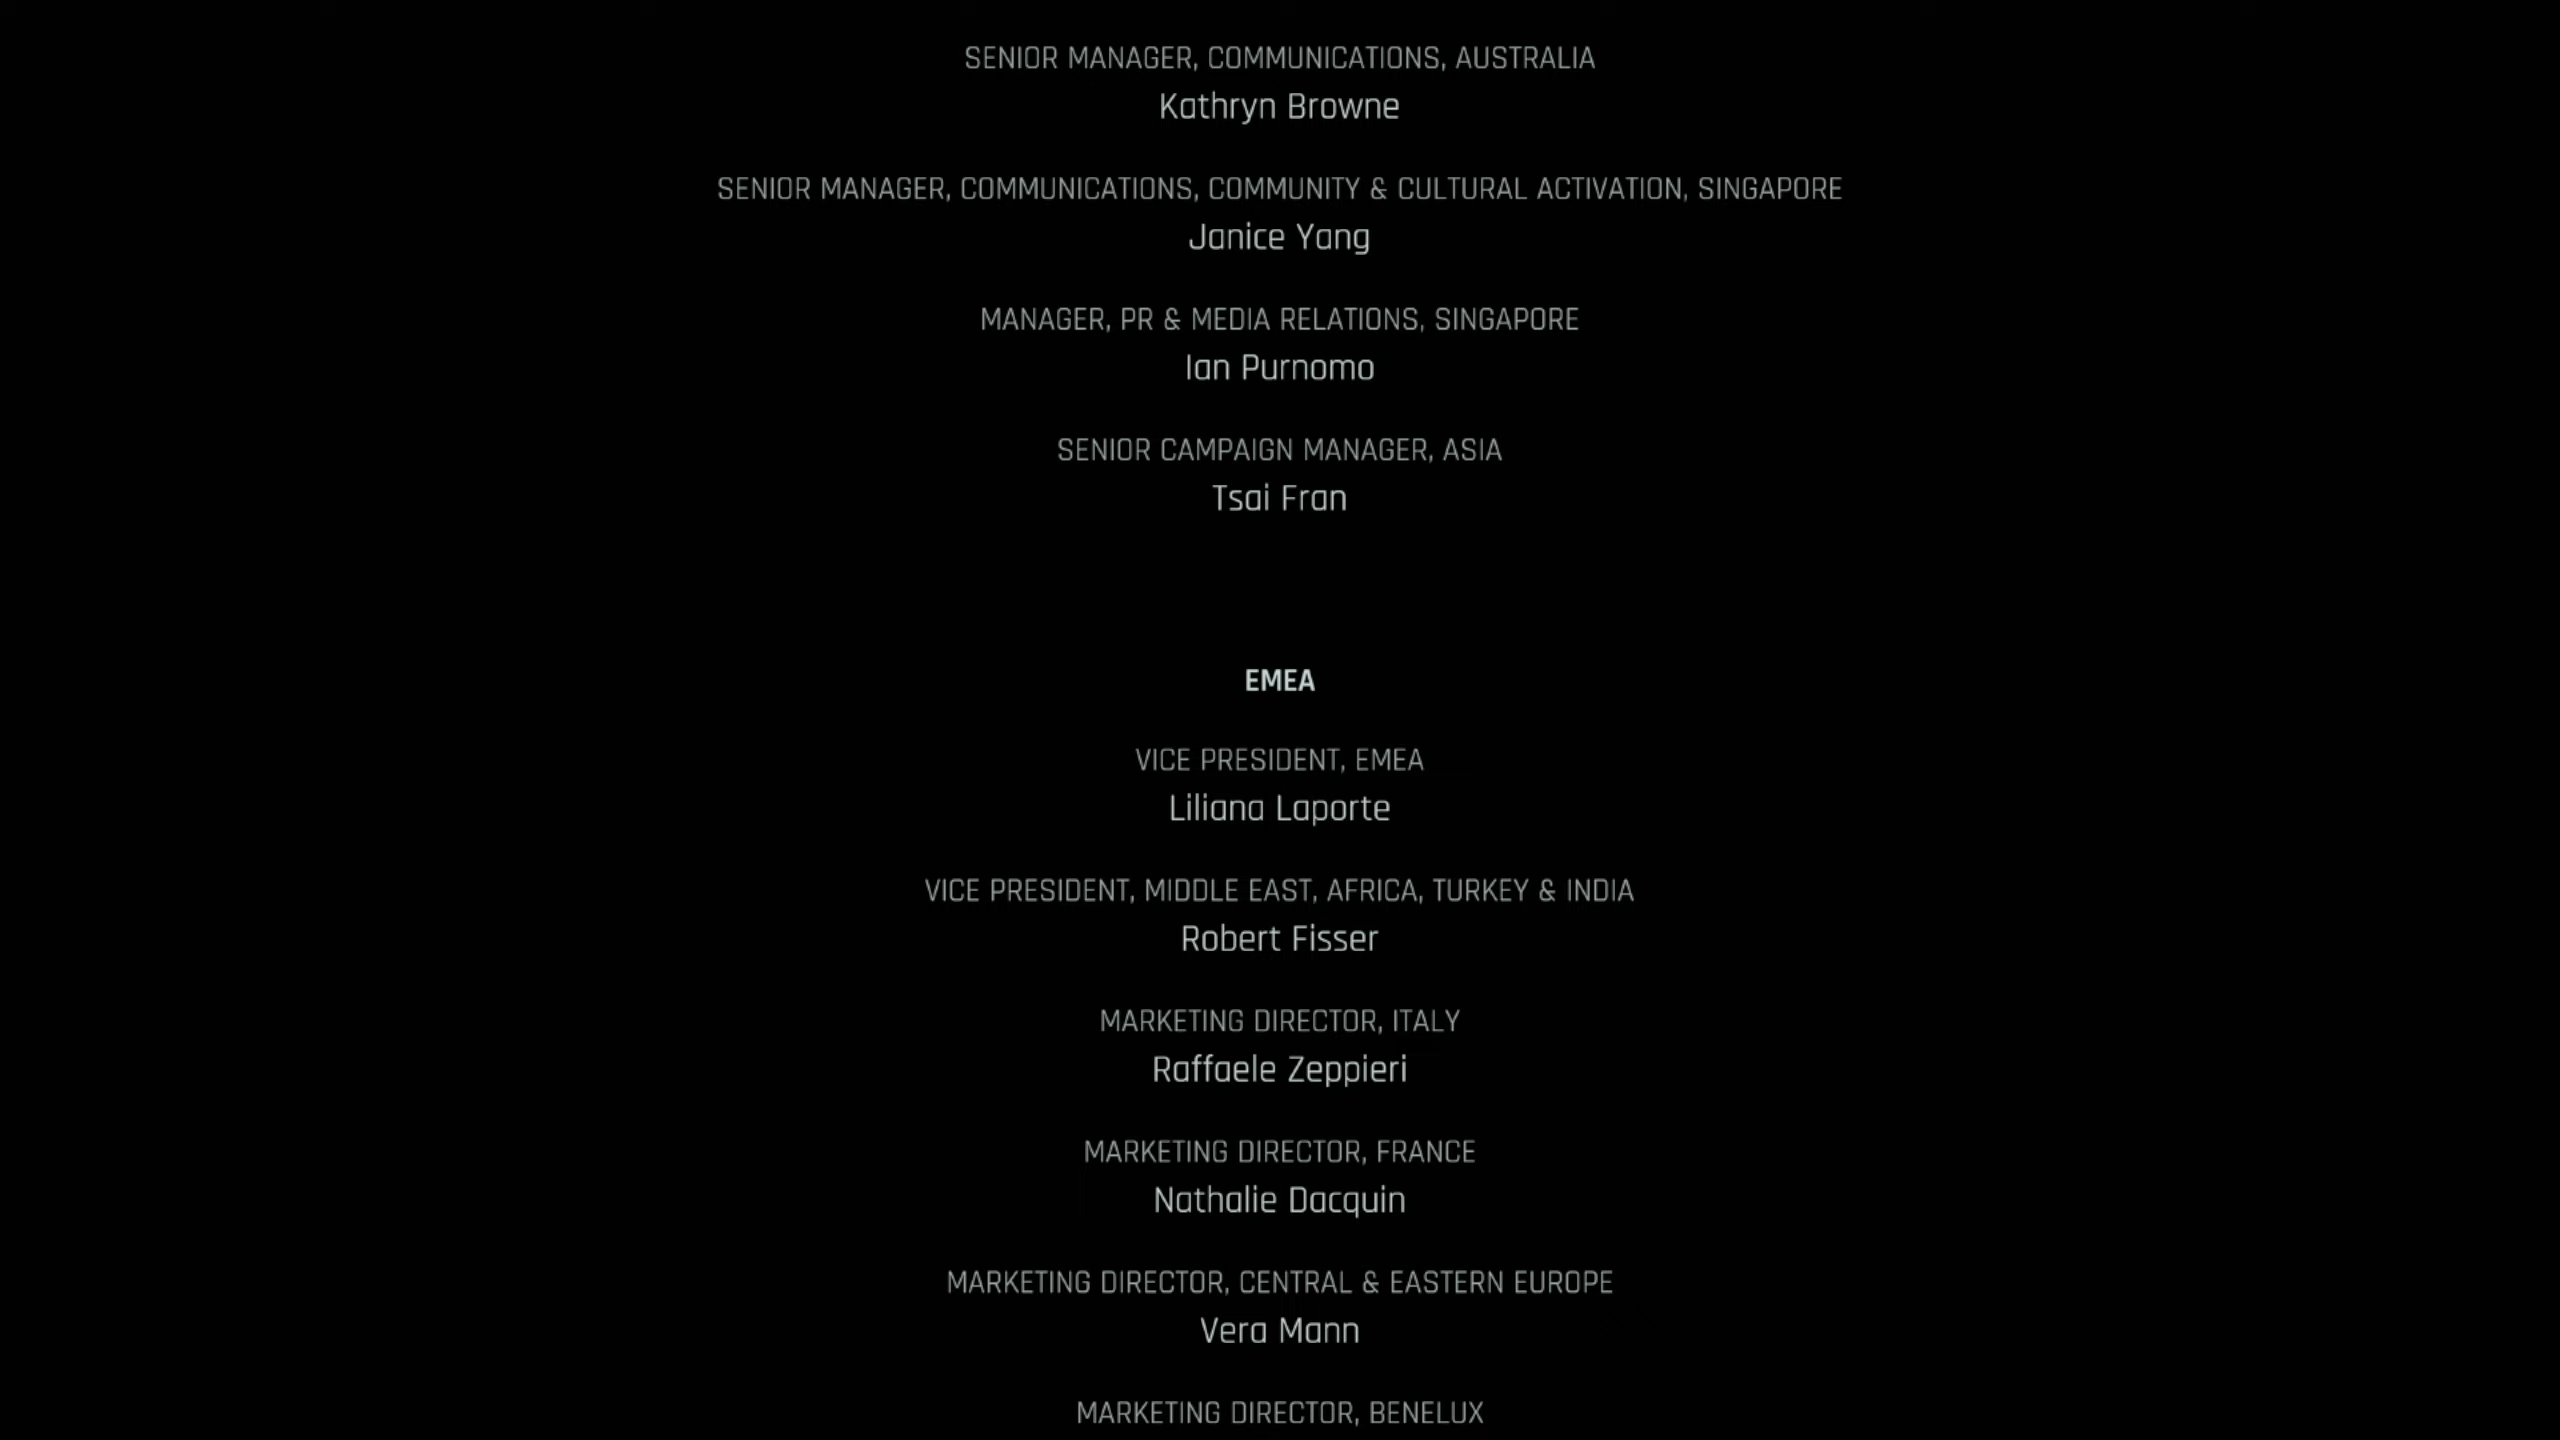 SENIOR MANAGER, COMMUNICATIONS, AUSTRALIA
Kathryn Browne
SENIOR MANAGER, COMMUNICATIONS, COMMUNITY & CULTURAL ACTIVATION, SINGAPORE
Janice Yang
MANAGER, PR & MEDIA RELATIONS, SINGAPORE
Ian Purnomo
SENIOR CAMPAIGN MANAGER, ASIA
Tsai Fran
EMEA
VICE PRESIDENT, EMEA
Liliana Laporte
VICE PRESIDENT, MIDDLE EAST, AFRICA, TURKEY & INDIA
Robert Fisser
MARKETING DIRECTOR, ITALY
Raffaele Zeppieri
MARKETING DIRECTOR, FRANCE
Nathalie Dacquin
MARKETING DIRECTOR, CENTRAL & EASTERN EUROPE
Vera Mann
MARKETING DIRECTOR, BENELUX